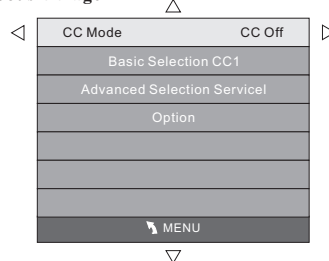 CC Mode CC Off
Basic Selection CC1
Advanced Selection Servicel
Option
MENU